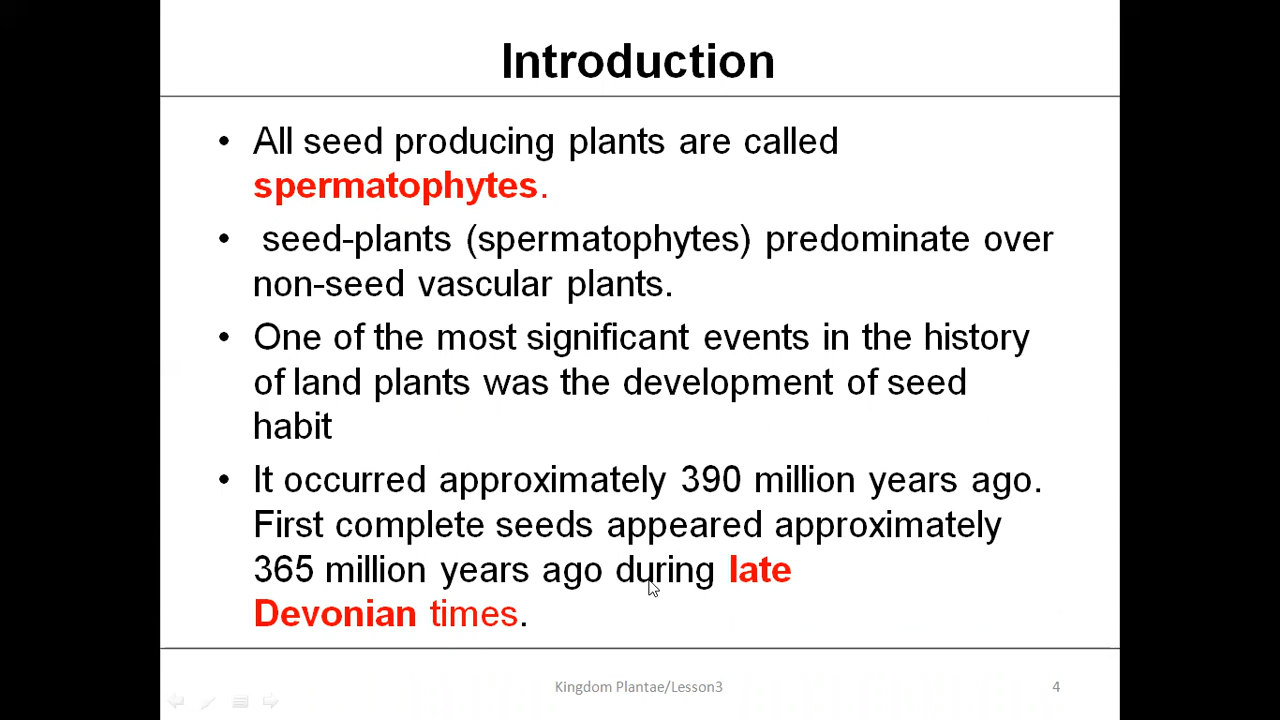 Introduction
• All seed producing plants are called
spermatophytes.
• seed-plants (spermatophytes) predominate over
non-seed vascular plants.
• One of the most significant events in the history
of land plants was the development of seed
habit
• It occurred approximately 390 million years ago.
First complete seeds appeared approximately
365 million years ago during late
Devonian times.
Kingdom Plantae/Lesson3
4